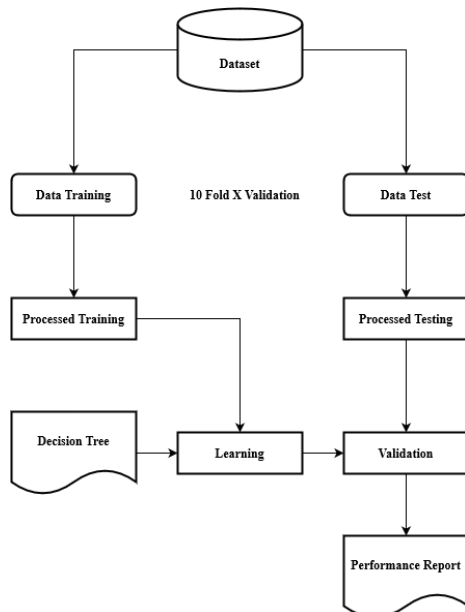 Dataset
Data Training
10 Fold X Validation
Data Test
Processed Training
Processed Testing
Decision Tree
Learning
Validation
Performance Report